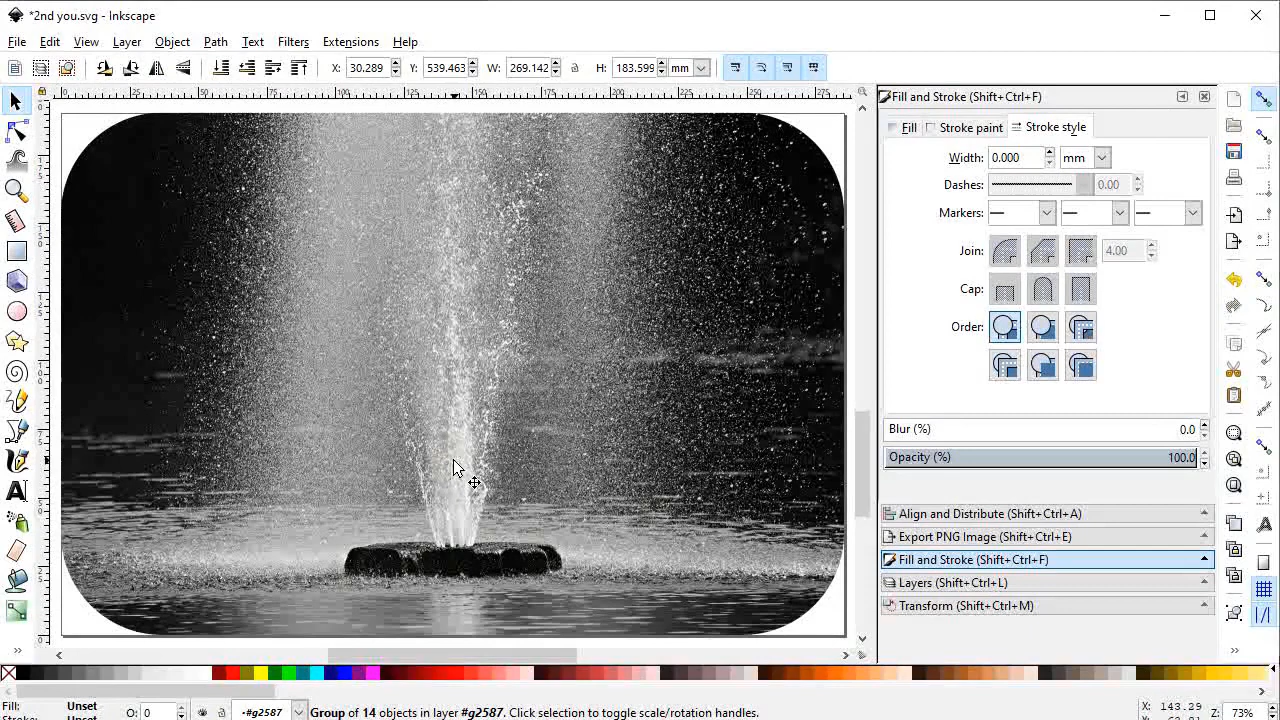 *2nd you.svg - Inkscape
File Edit View Layer Object Path Text Filters Extensions Help
X: 30.289 Y: 539.463 W: 269.142 H: 183.599 mm
Fill and Stroke (Shift+Ctrl+F)
Fill Stroke paint Stroke style
Width: 0.000 mm
Dashes: 0.00
Markers:
Join: 4.00
Cap:
Order:
Blur (%) 0.0
Opacity (%) 100.0
Align and Distribute (Shift+Ctrl+A)
Export PNG Image (Shift+Ctrl+E)
Fill and Stroke (Shift+Ctrl+F)
Layers (Shift+Ctrl+L)
Transform (Shift+Ctrl+M)
Fill: Unset O: 0 -#g2587 Group of 14 objects in layer #g2587. Click selection to toggle scale/rotation handles. X: 143.29 Z: 73%